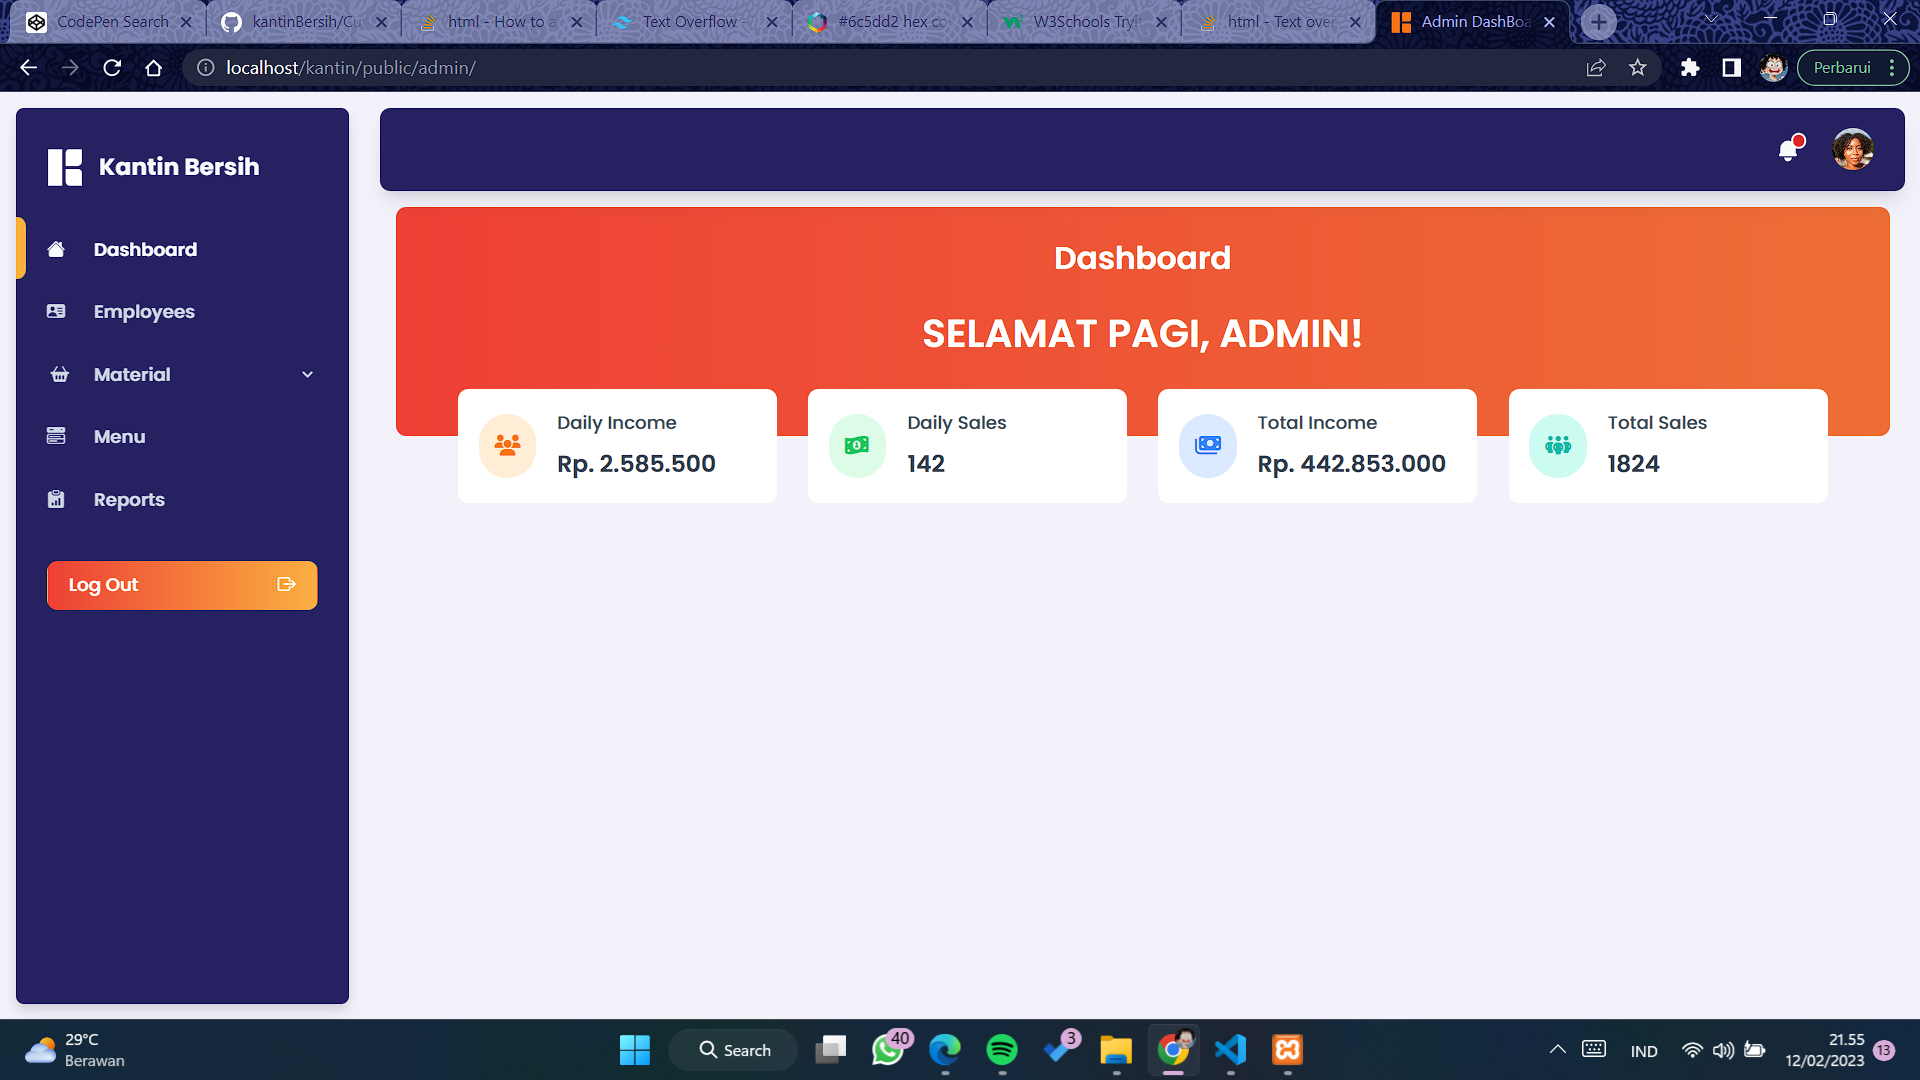 CodePen Search
kantinBersih/Cu
html - How to a
Text Overflow -
#6c5dd2 hex co
W3Schools Tryit
html - Text over
Admin DashBoa
localhost/kantin/public/admin/
Perbarui
Kantin Bersih
Dashboard
Employees
Material
Menu
Reports
Log Out
Dashboard
SELAMAT PAGI, ADMIN!
Daily Income
Rp. 2.585.500
Daily Sales
142
Total Income
Rp. 442.853.000
Total Sales
1824
29°C
Berawan
Search
40
3
IND
21.55
12/02/2023
13